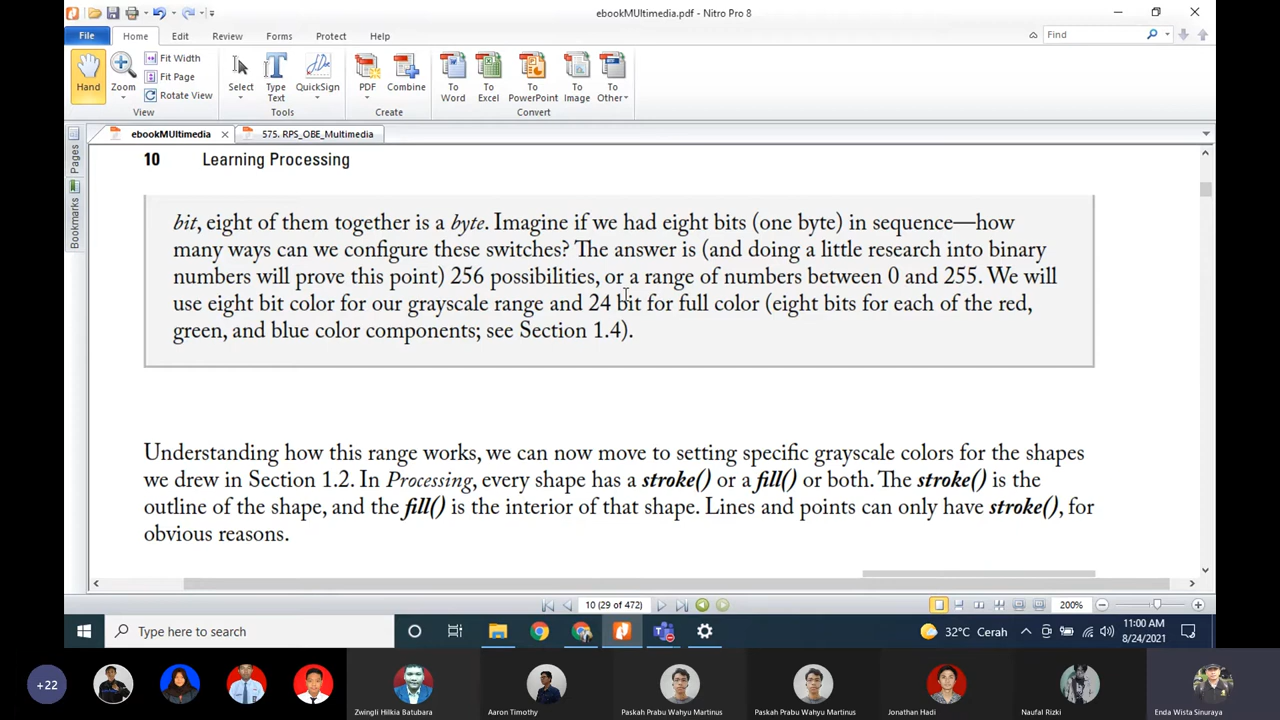 ebookMUltimedia.pdf - Nitro Pro 8
File Home Edit Review Forms Protect Help
Find
Hand
Zoom
Fit Width
Fit Page
Rotate View
View
Select
Type Text
QuickSign
Tools
PDF
Combine
Create
To Word
To Excel
To PowerPoint
To Image
To Other
Convert
ebookMUltimedia
575. RPS_OBE_Multimedia
Pages
Bookmarks
10 Learning Processing
bit, eight of them together is a byte. Imagine if we had eight bits (one byte) in sequence—how
many ways can we configure these switches? The answer is (and doing a little research into binary
numbers will prove this point) 256 possibilities, or a range of numbers between 0 and 255. We will
use eight bit color for our grayscale range and 24 bit for full color (eight bits for each of the red,
green, and blue color components; see Section 1.4).
Understanding how this range works, we can now move to setting specific grayscale colors for the shapes
we drew in Section 1.2. In Processing, every shape has a stroke() or a fill() or both. The stroke() is the
outline of the shape, and the fill() is the interior of that shape. Lines and points can only have stroke(), for
obvious reasons.
10 (29 of 472)
200%
Type here to search
32°C Cerah
11:00 AM
8/24/2021
+22
Zwingli Hilkia Batubara
Aaron Timothy
Paskah Prabu Wahyu Martinus
Paskah Prabu Wahyu Martinus
Jonathan Hadi
Naufal Rizki
Enda Wista Sinuraya